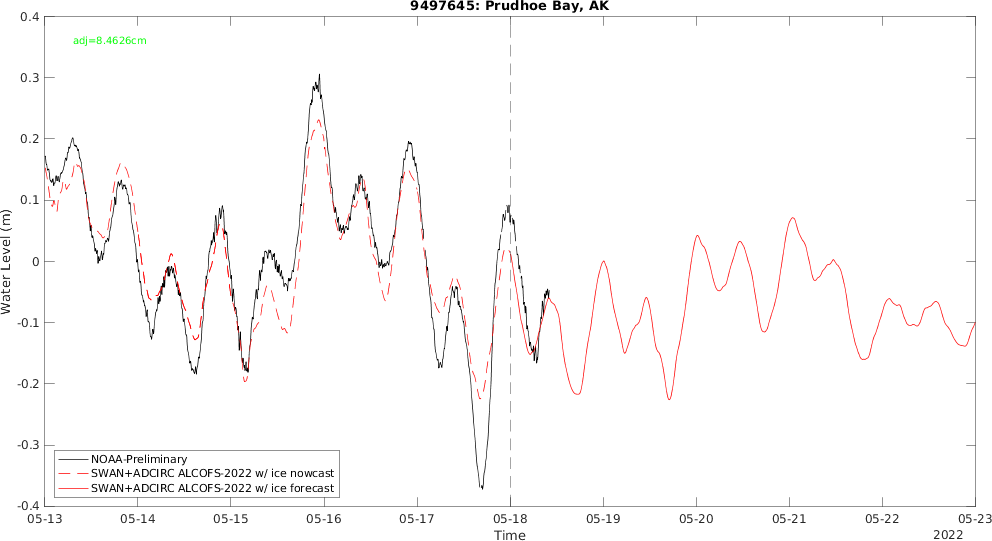 9497645: Prudhoe Bay, AK
adj=8.4626cm
Water Level (m)
0.4
0.3
0.2
0.1
0
-0.1
-0.2
-0.3
-0.4
NOAA-Preliminary
SWAN+ADCIRC ALCOFS-2022 w/ ice nowcast
SWAN+ADCIRC ALCOFS-2022 w/ ice forecast
05-13 05-14 05-15 05-16 05-17 05-18 05-19 05-20 05-21 05-22 05-23
Time
2022